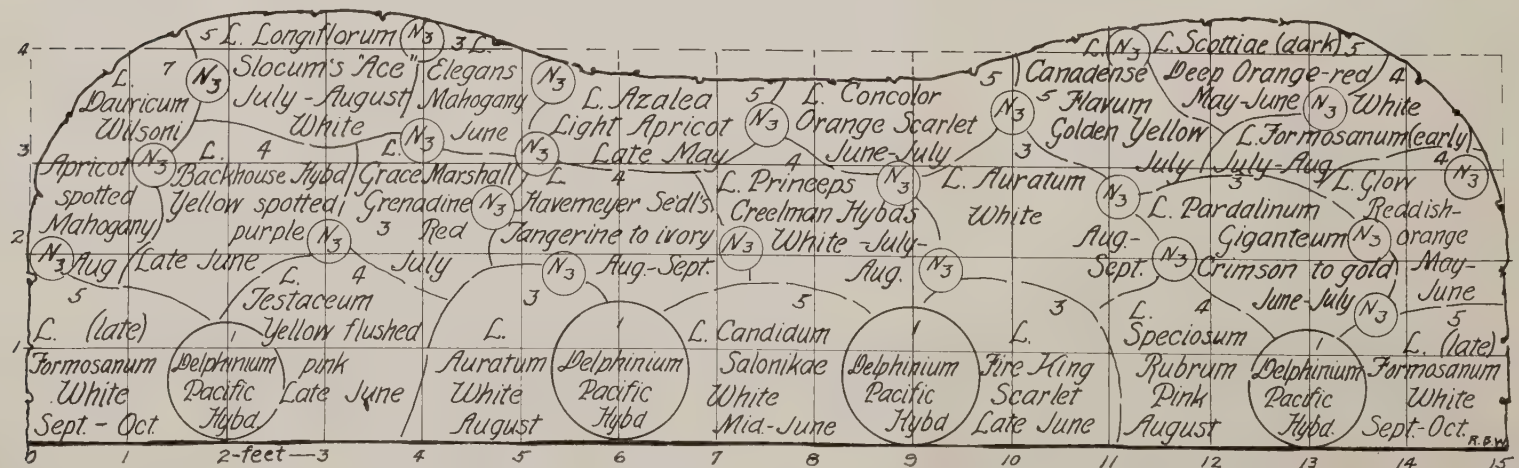 5 L. Longiflorum
Slocum's "Ace"
July - August
White
N3
3 L.
Elegans
Mahogany
June
N3
7
L.
Dauricum
Wilsoni
Apricot
spotted
Mahogany
Aug
N3
N3
N3
L. Azalea
Light Apricot
Late May
N3
N3
5
L. Concolor
Orange Scarlet
June-July
N3
5
L.
Canadense
5 Flavum
Golden Yellow
July
N3
N3
L. Scottiae (dark)
Deep Orange-red
May-June
5
N3
4
White
L. Formosanum (early)
July-Aug.
L. 4
Backhouse Hybd
Yellow spotted
purple
Late June
N3
L.
Grace Marshall
Grenadine
3 Red
July
N3
N3
L. 4
Havemeyer Sedl's
Tangerine to ivory
Aug.-Sept.
N3
4
L. Princeps
Creelman Hybds
White - July-
Aug.
N3
N3
3
L. Auratum
White
Aug.-
Sept.
N3
3
L. Pardalinum
Giganteum
Crimson to gold
June-July
N3
N3
4
L. Glow
Reddish-
orange
May-
June
N3
N3
5
L. (late)
Formosanum
White
Sept. - Oct.
1
Delphinium
Pacific
Hybd
L. 4
Testaceum
Yellow flushed
pink
Late June
3
L.
Auratum
White
August
N3
1
Delphinium
Pacific
Hybd
5
L. Candidum
Salonikae
White
Mid-June
1
Delphinium
Pacific
Hybd
N3
3
L.
Fire King
Scarlet
Late June
4
L.
Speciosum
Rubrum
Pink
August
1
Delphinium
Pacific
Hybd.
5
L. (late)
Formosanum
White
Sept.-Oct.
R.B.W.
4
3
2
1
0 1 2-feet-3 4 5 6 7 8 9 10 11 12 13 14 15